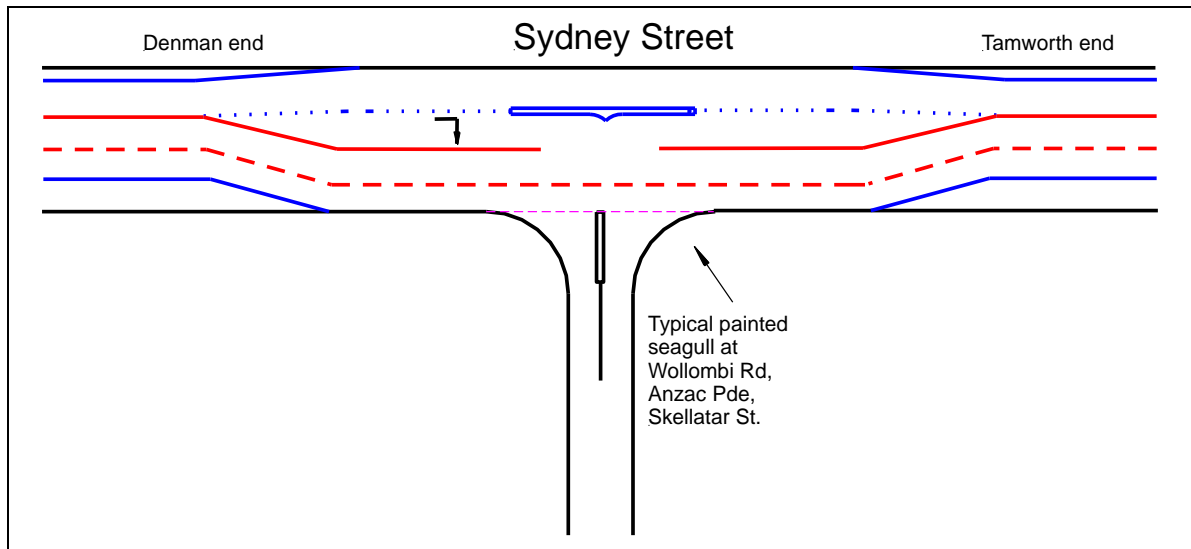 Sydney Street
Denman end
Tamworth end
Typical painted
seagull at
Wollombi Rd,
Anzac Pde,
Skellatar St.